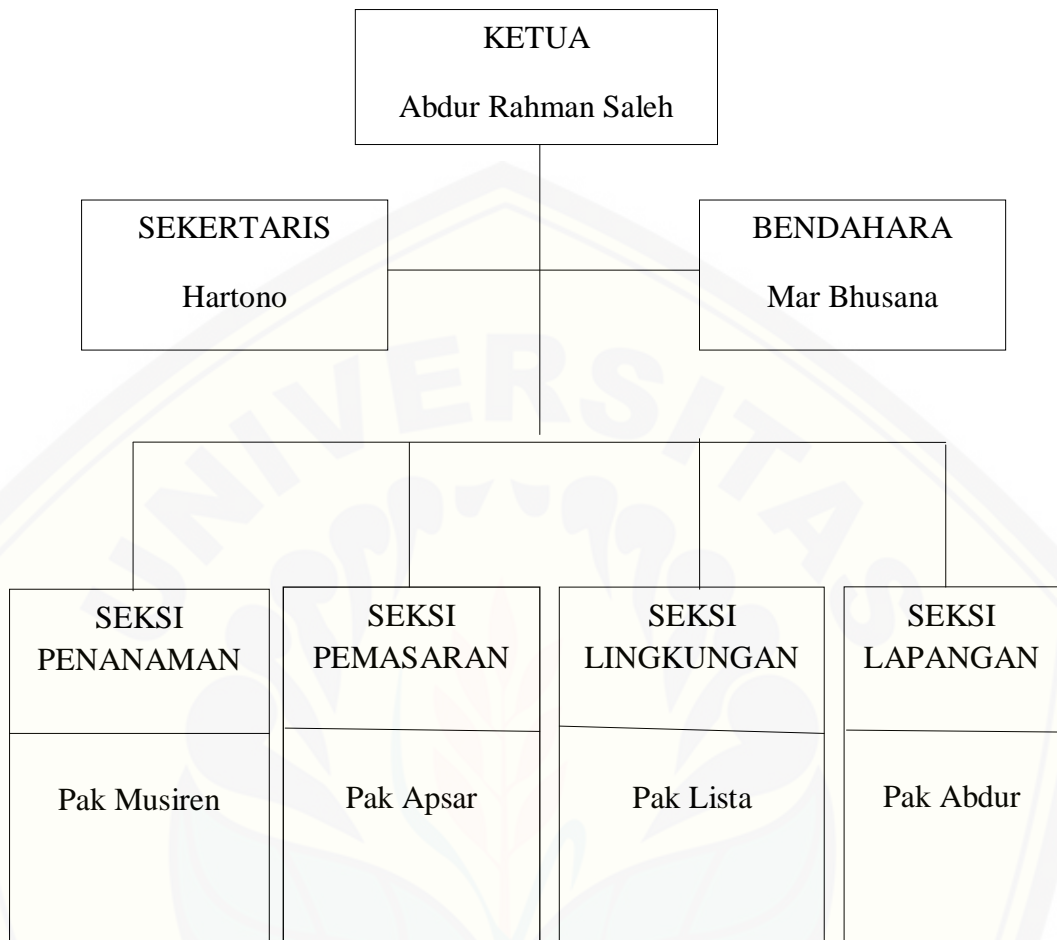 KETUA
Abdur Rahman Saleh
SEKERTARIS
Hartono
BENDAHARA
Mar Bhusana
UNIVERSITAS
SEKSI
PENANAMAN
Pak Musiren
SEKSI
PEMASARAN
Pak Apsar
SEKSI
LINGKUNGAN
Pak Lista
SEKSI
LAPANGAN
Pak Abdur